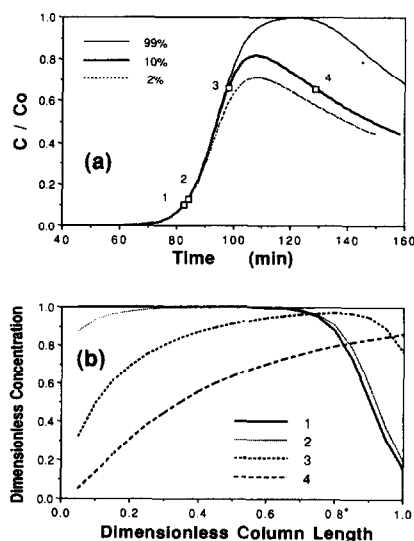 C / Co
1.0
0.8
0.6
0.4
0.2
0.0
99%
10%
2%
(a)
1
2
3
4
40 60 80 100 120 140 160
Time (min)
Dimensionless Concentration
1.0
0.8
0.6
0.4
0.2
0.0
(b)
1
2
3
4
0.0 0.2 0.4 0.6 0.8 1.0
Dimensionless Column Length